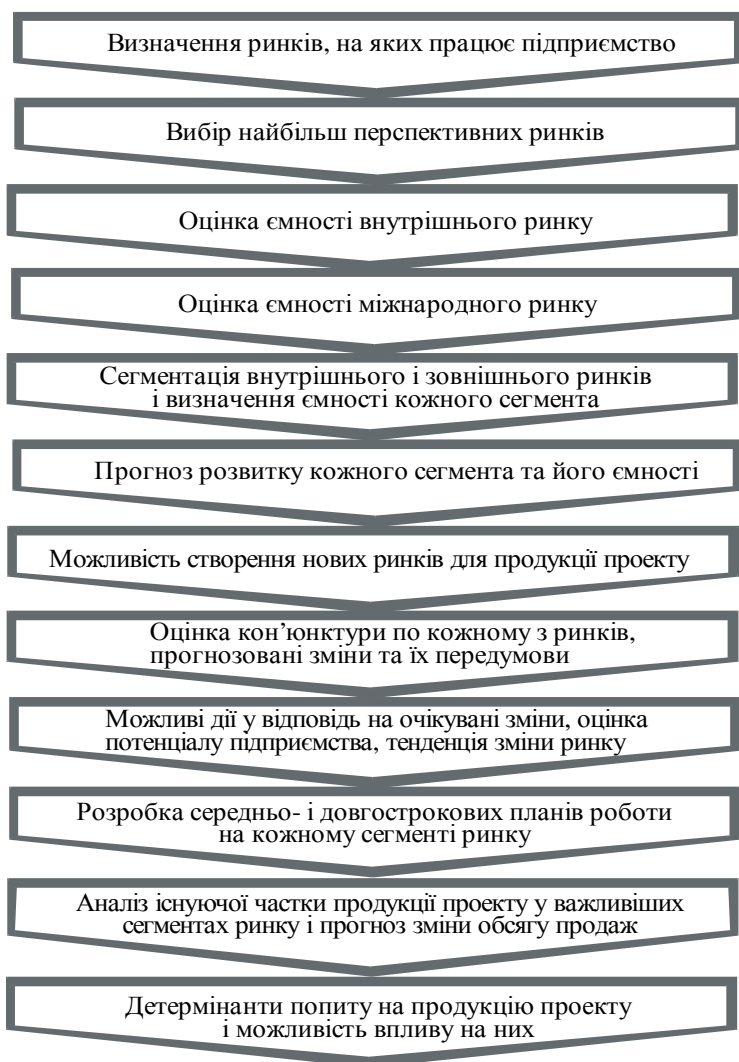 Визначення ринків, на яких працює підприємство
Вибір найбільш перспективних ринків
Оцінка ємності внутрішнього ринку
Оцінка ємності міжнародного ринку
Сегментація внутрішнього і зовнішнього ринків
і визначення ємності кожного сегмента
Прогноз розвитку кожного сегмента та його ємності
Можливість створення нових ринків для продукції проекту
Оцінка кон’юнктури по кожному з ринків,
прогнозовані зміни та їх передумови
Можливі дії у відповідь на очікувані зміни, оцінка
потенціалу підприємства, тенденція зміни ринку
Розробка середньо- і довгострокових планів роботи
на кожному сегменті ринку
Аналіз існуючої частки продукції проекту у важливіших
сегментах ринку і прогноз зміни обсягу продаж
Детермінанти попиту на продукцію проекту
і можливість впливу на них